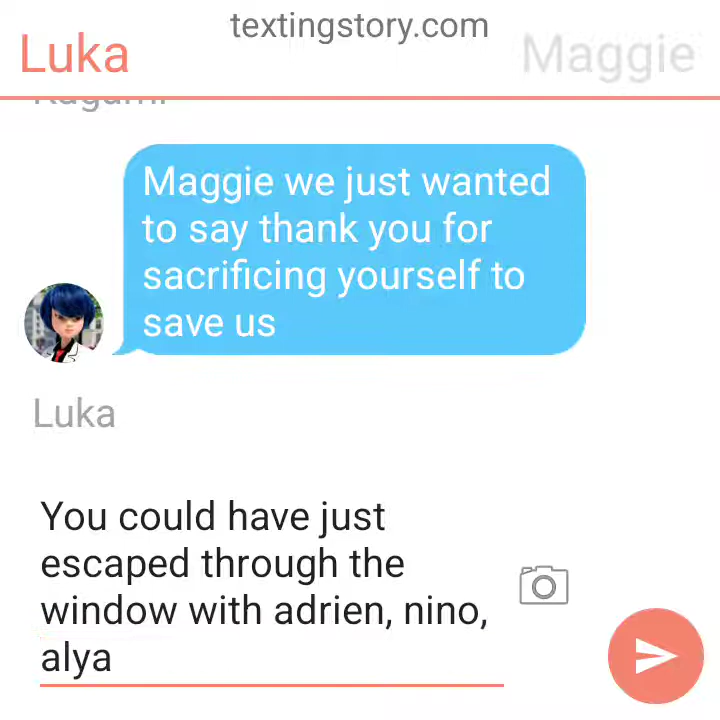 textingstory.com
Luka
Maggie
Kagami
Maggie we just wanted
to say thank you for
sacrificing yourself to
save us
Luka
You could have just
escaped through the
window with adrien, nino,
alya